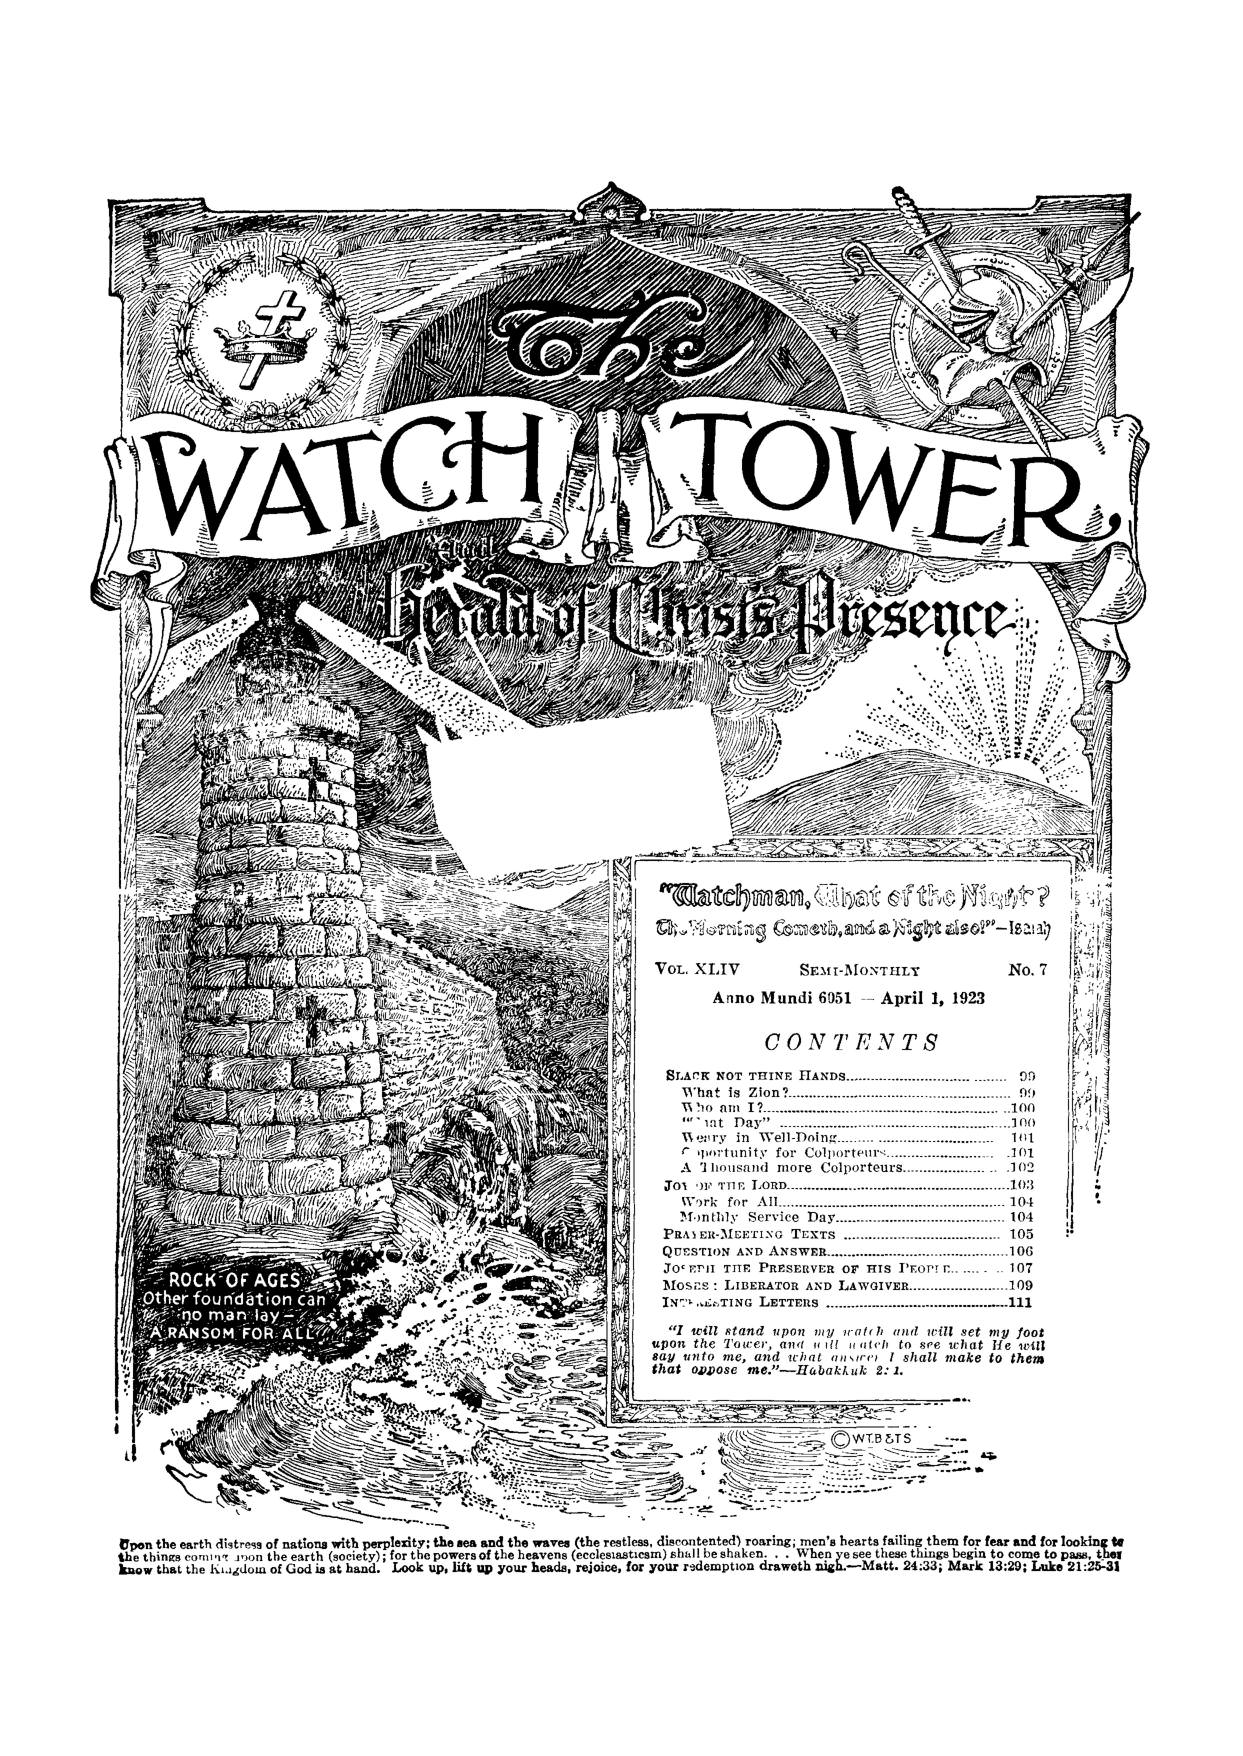 The
WATCH TOWER
And
Herald of Christs Presence
"Watchman, What of the Night?
The Morning Cometh, and a Night also!"—Isaiah
VOL. XLIV SEMI-MONTHLY No. 7
Anno Mundi 6051 — April 1, 1923
CONTENTS
SLACK NOT THINE HANDS 99
What is Zion? 99
Who am I? 100
"That Day" 100
Weary in Well-Doing 101
Opportunity for Colporteurs 101
A Thousand more Colporteurs 102
JOY OF THE LORD 103
Work for All 104
Monthly Service Day 104
PRAYER-MEETING TEXTS 105
QUESTION AND ANSWER 106
JOSEPH THE PRESERVER OF HIS PEOPLE 107
MOSES: LIBERATOR AND LAWGIVER 109
INTERESTING LETTERS 111
"I will stand upon my watch and will set my foot
upon the Tower, and will watch to see what He will
say unto me, and what answer I shall make to them
that oppose me."—Habakkuk 2:1.
ROCK OF AGES
Other foundation can
no man lay—
A RANSOM FOR ALL
©W.T.B.&T.S
Upon the earth distress of nations with perplexity; the sea and the waves (the restless, discontented) roaring; men's hearts failing them for fear and for looking to
the things coming upon the earth (society); for the powers of the heavens (ecclesiasticsm) shall be shaken. . . When ye see these things begin to come to pass, then
know that the Kingdom of God is at hand. Look up, lift up your heads, rejoice, for your redemption draweth nigh.—Matt. 24:33; Mark 13:29; Luke 21:25-31